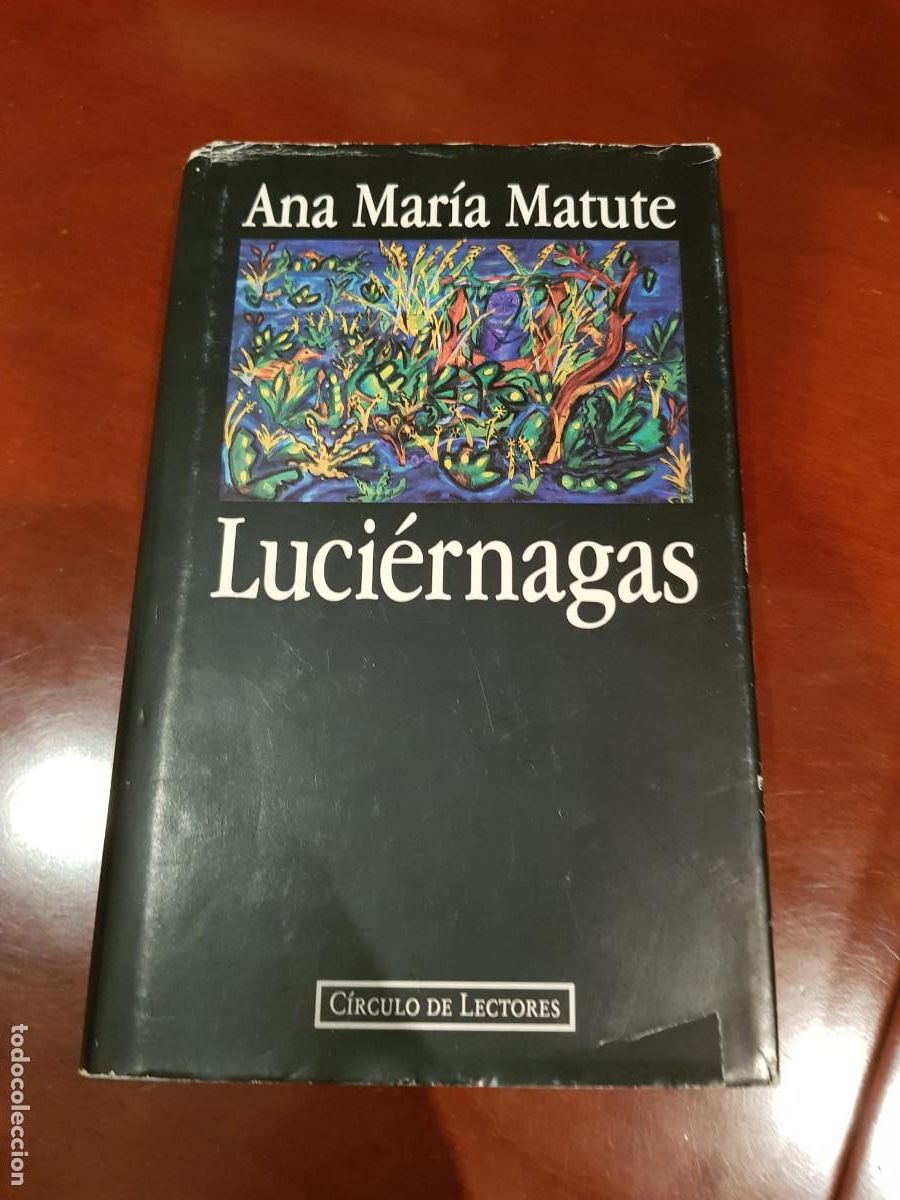 Ana María Matute
Luciérnagas
CÍRCULO DE LECTORES
todocoleccion